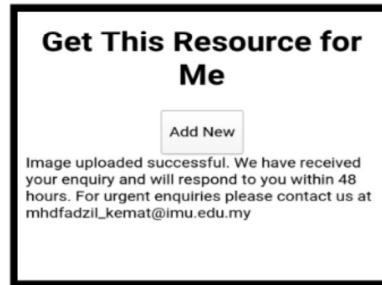 Get This Resource for
Me
Add New
Image uploaded successful. We have received
your enquiry and will respond to you within 48
hours. For urgent enquiries please contact us at
mhdfadzil_kemat@imu.edu.my